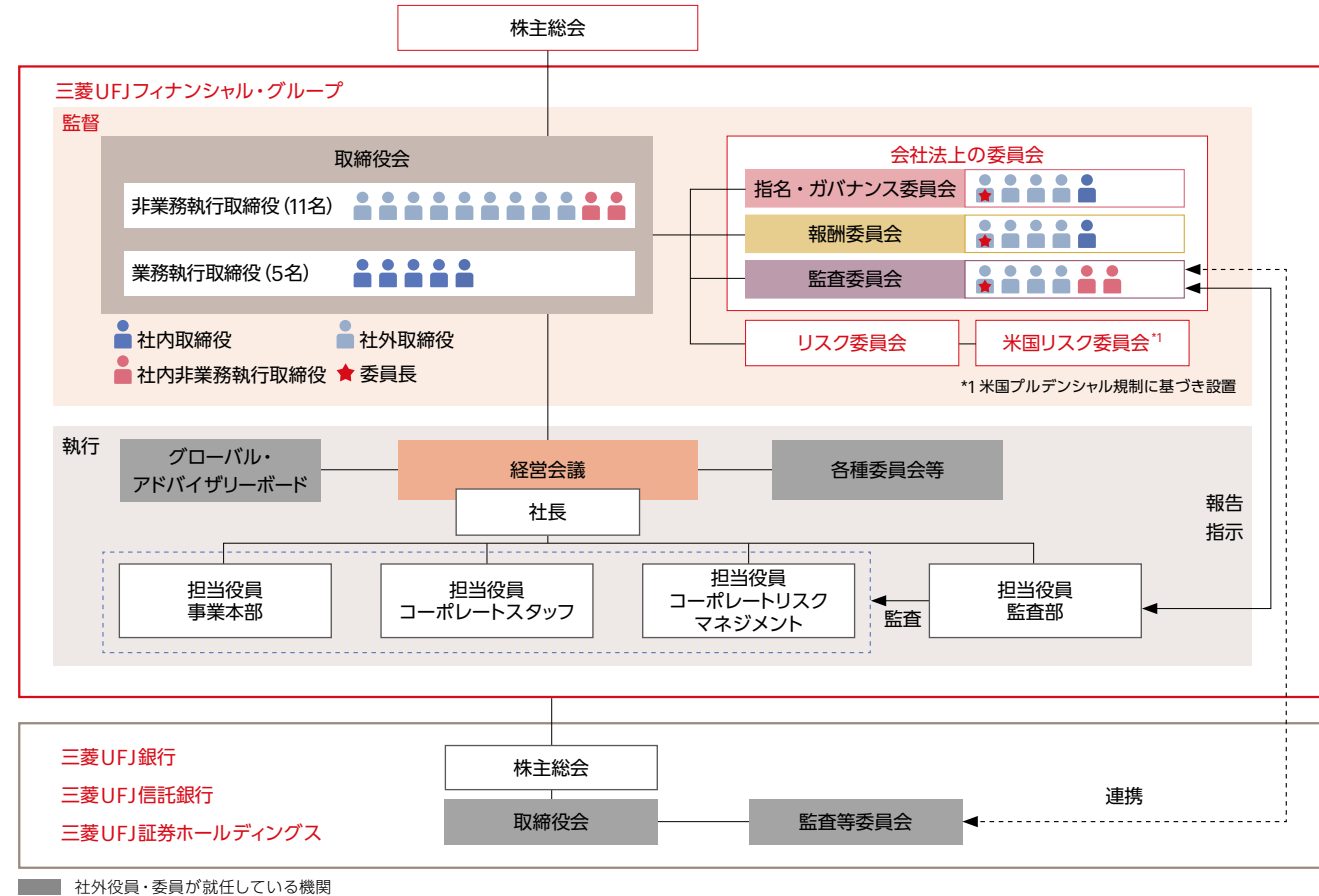 株主総会
三菱UFJフィナンシャル・グループ
監督
取締役会
非業務執行取締役 (11名)
業務執行取締役 (5名)
社内取締役
社外取締役
社内非業務執行取締役
委員長
会社法上の委員会
指名・ガバナンス委員会
報酬委員会
監査委員会
リスク委員会
米国リスク委員会*1
*1 米国プルデンシャル規制に基づき設置
執行
グローバル・
アドバイザリーボード
経営会議
各種委員会等
社長
報告
指示
担当役員
事業本部
担当役員
コーポレートスタッフ
担当役員
コーポレートリスク
マネジメント
監査
担当役員
監査部
三菱UFJ銀行
三菱UFJ信託銀行
三菱UFJ証券ホールディングス
株主総会
取締役会
監査等委員会
連携
社外役員・委員が就任している機関